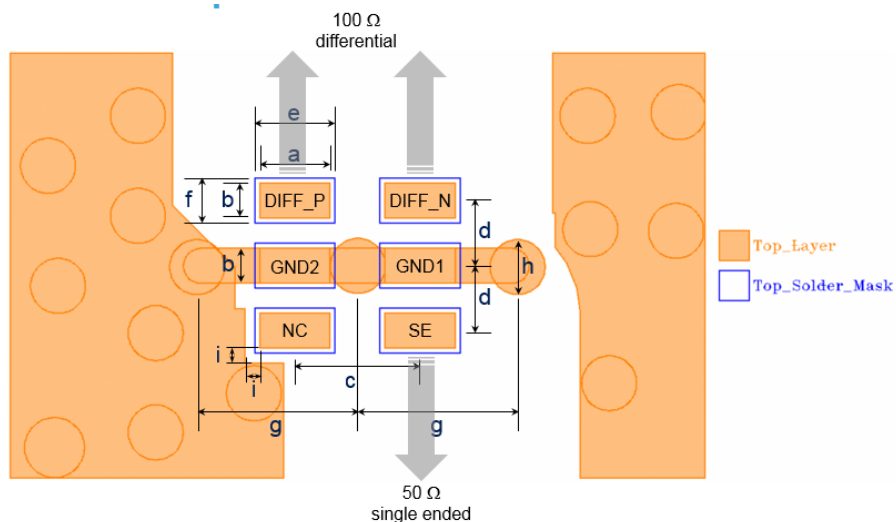 100 Ω
differential
e
a
f
b
DIFF_P
DIFF_N
d
b
GND2
GND1
h
d
NC
SE
i
i
c
g
g
50 Ω
single ended
Top_Layer
Top_Solder_Mask